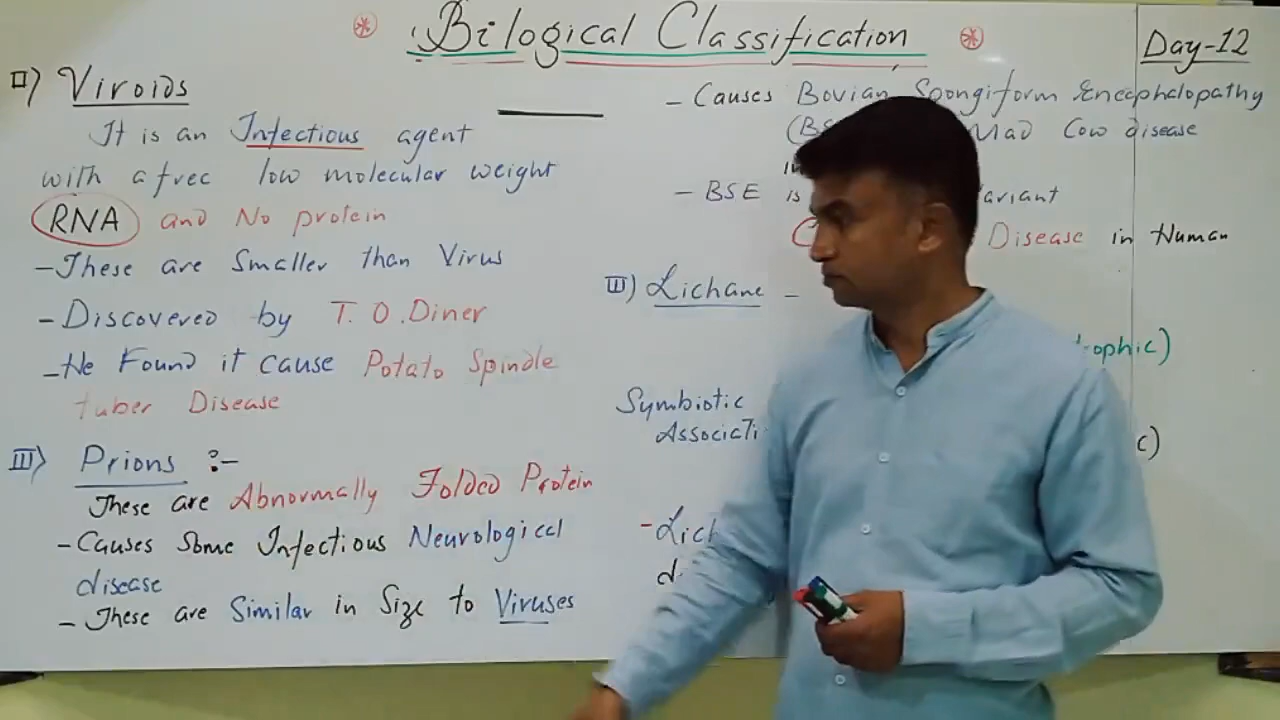 Bilogical Classification
Day-12
II) Viroids
It is an Infectious agent
with a free low molecular weight
RNA and No protein
- These are Smaller than Virus
- Discovered by T. O. Diner
- He Found it cause Potato Spindle
tuber Disease
III) Prions :-
These are Abnormally Folded Protein
- Causes Some Infectious Neurological
disease
- These are Similar in Size to Viruses
- Causes Bovian Spongiform Encephalopathy
Mad Cow disease
- BSE is
Disease in Human
Lichane -
Symbiotic